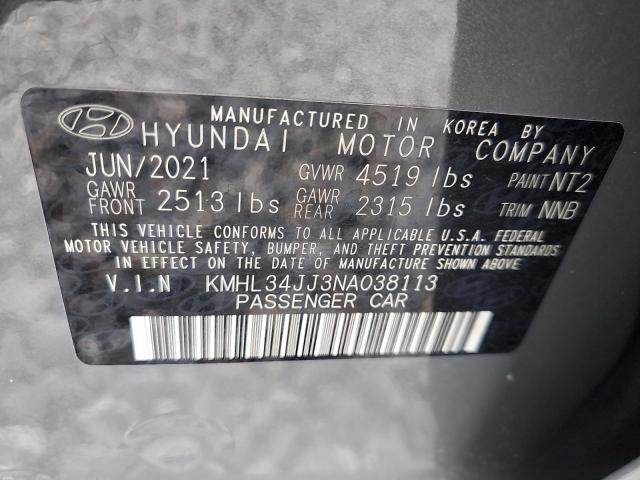 MANUFACTURED IN KOREA BY
HYUNDAI MOTOR COMPANY
JUN/2021 GVWR 4519 lbs PAINT NT2
GAWR FRONT 2513 lbs GAWR REAR 2315 lbs TRIM NNB
THIS VEHICLE CONFORMS TO ALL APPLICABLE U.S.A. FEDERAL
MOTOR VEHICLE SAFETY, BUMPER, AND THEFT PREVENTION STANDARDS
IN EFFECT ON THE DATE OF MANUFACTURE SHOWN ABOVE
V.I.N KMHL34JJ3NA038113
PASSENGER CAR